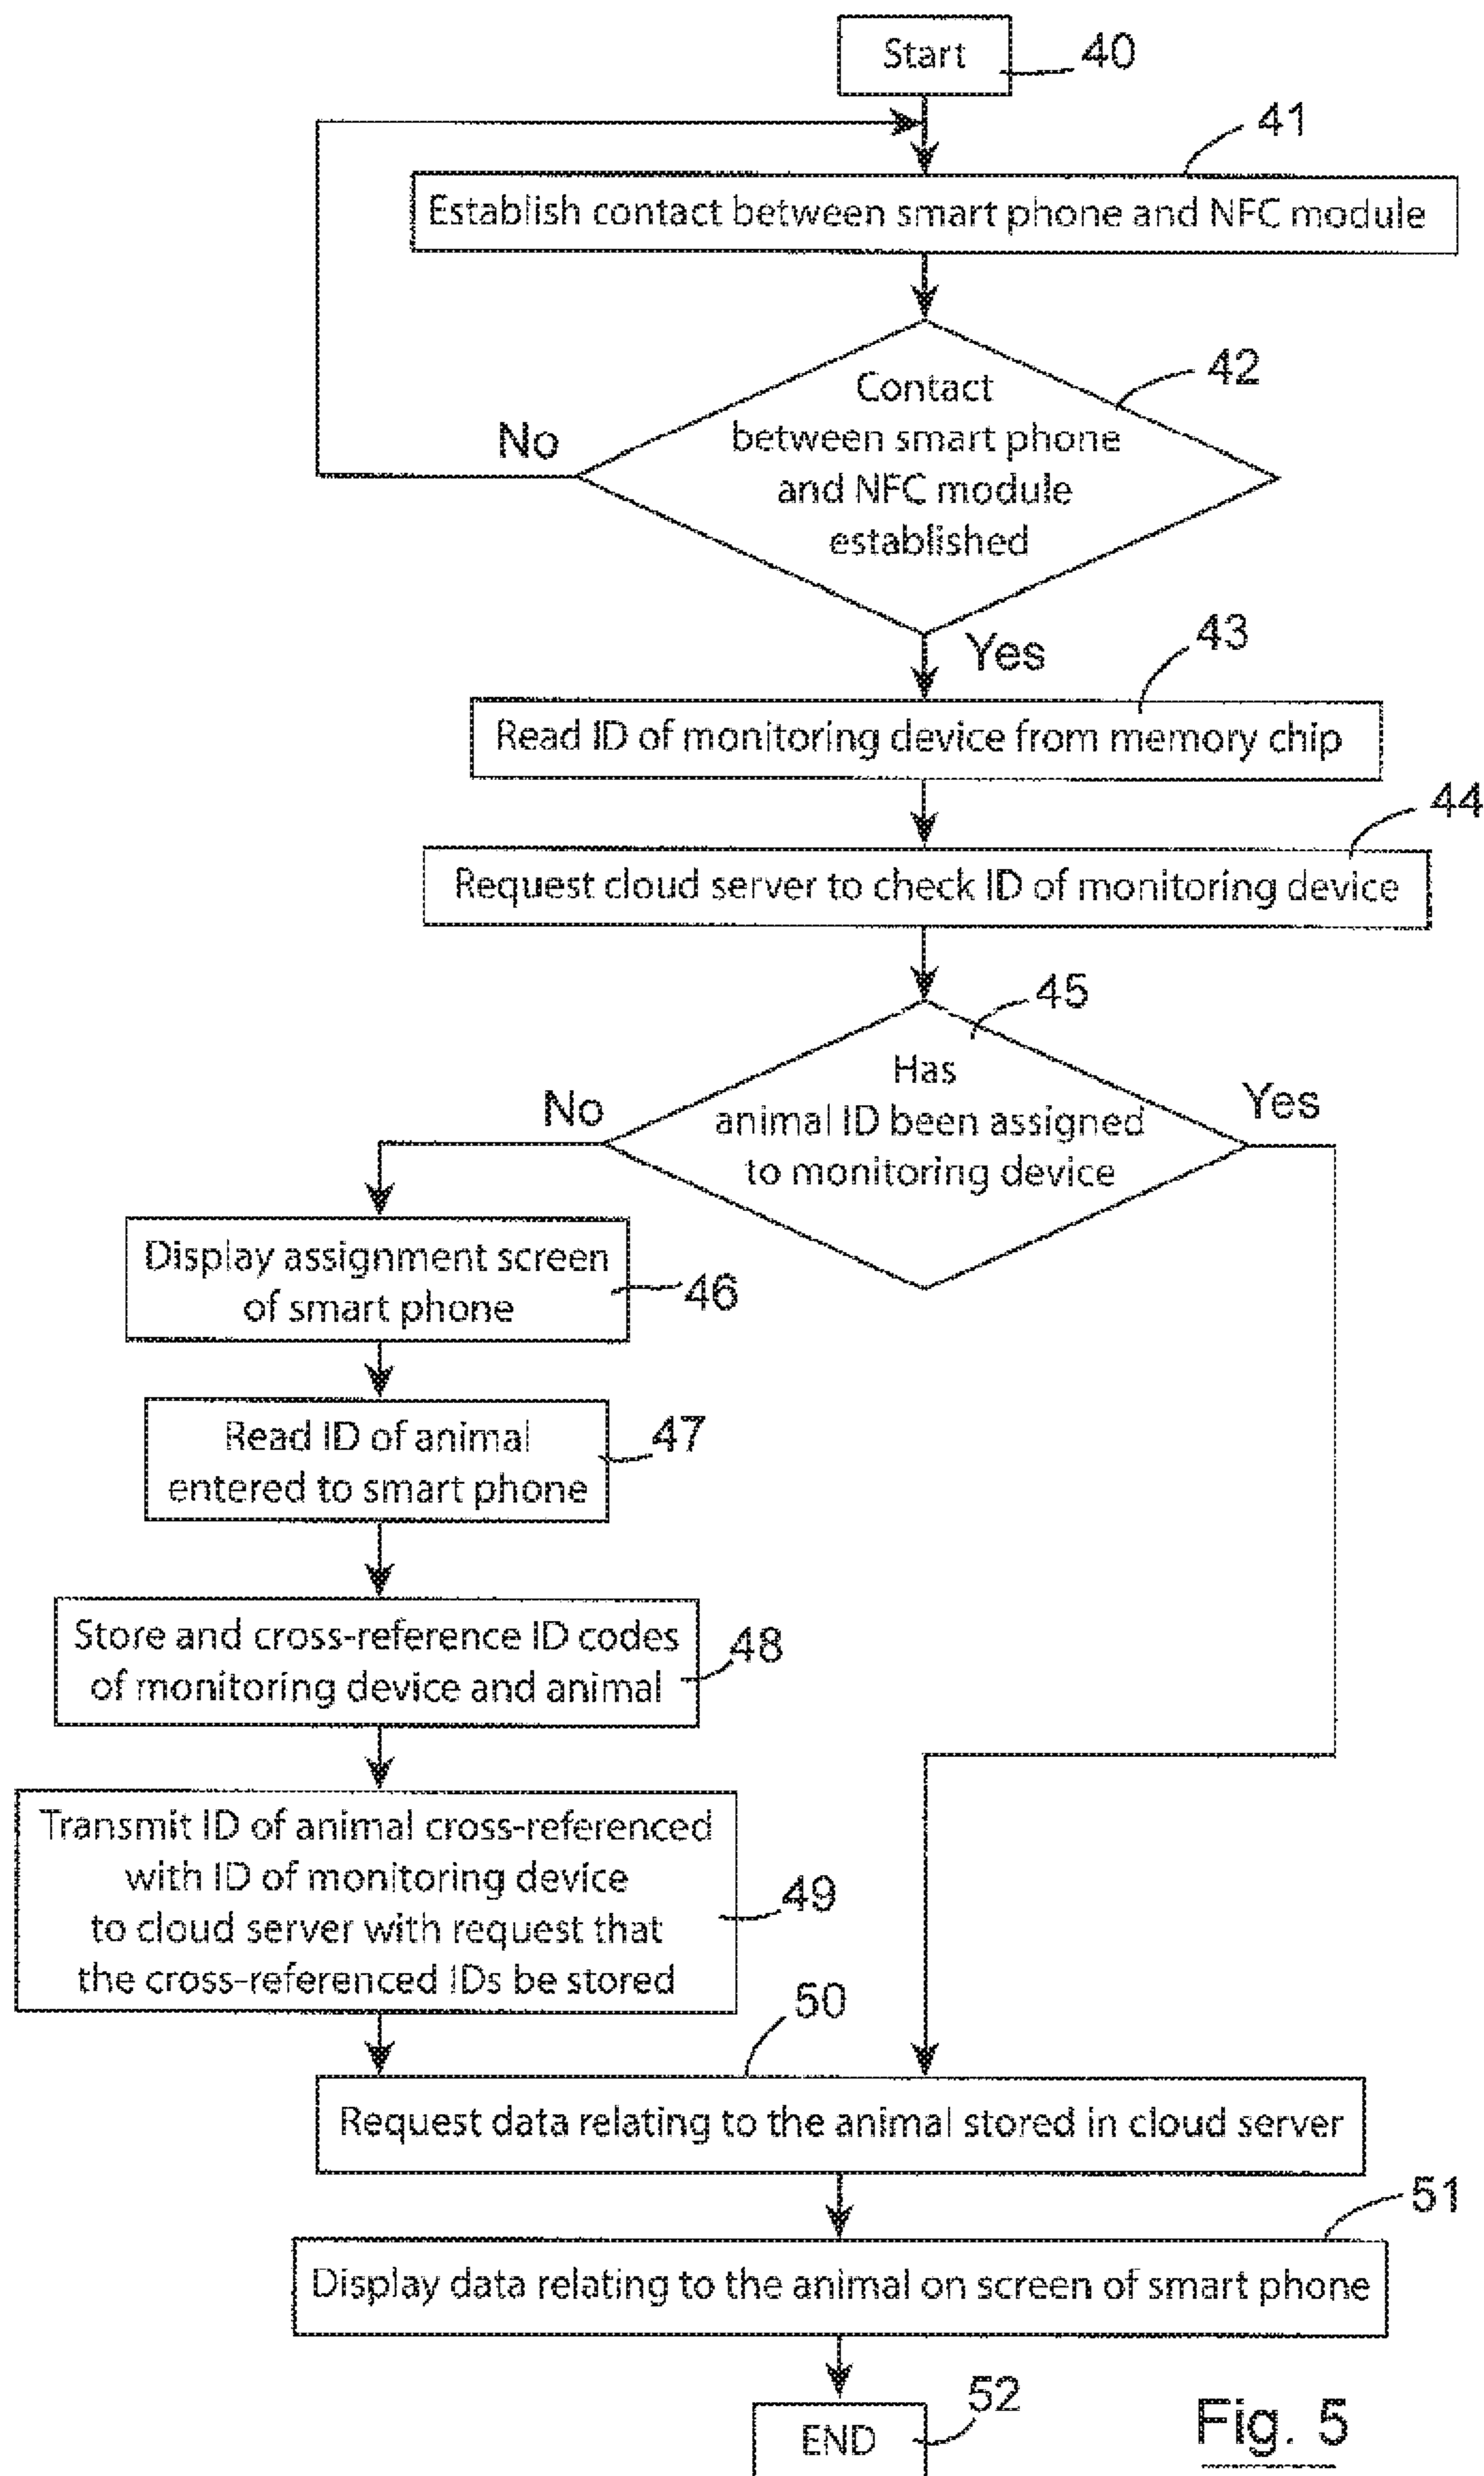 Start
40
41
Establish contact between smart phone and NFC module
42
Contact
between smart phone
and NFC module
established
No
Yes
43
Read ID of monitoring device from memory chip
44
Request cloud server to check ID of monitoring device
45
Has
animal ID been assigned
to monitoring device
No
Yes
Display assignment screen
of smart phone
46
Read ID of animal
entered to smart phone
47
Store and cross-reference ID codes
of monitoring device and animal
48
Transmit ID of animal cross-referenced
with ID of monitoring device
to cloud server with request that
the cross-referenced IDs be stored
49
50
Request data relating to the animal stored in cloud server
51
Display data relating to the animal on screen of smart phone
52
END
Fig. 5